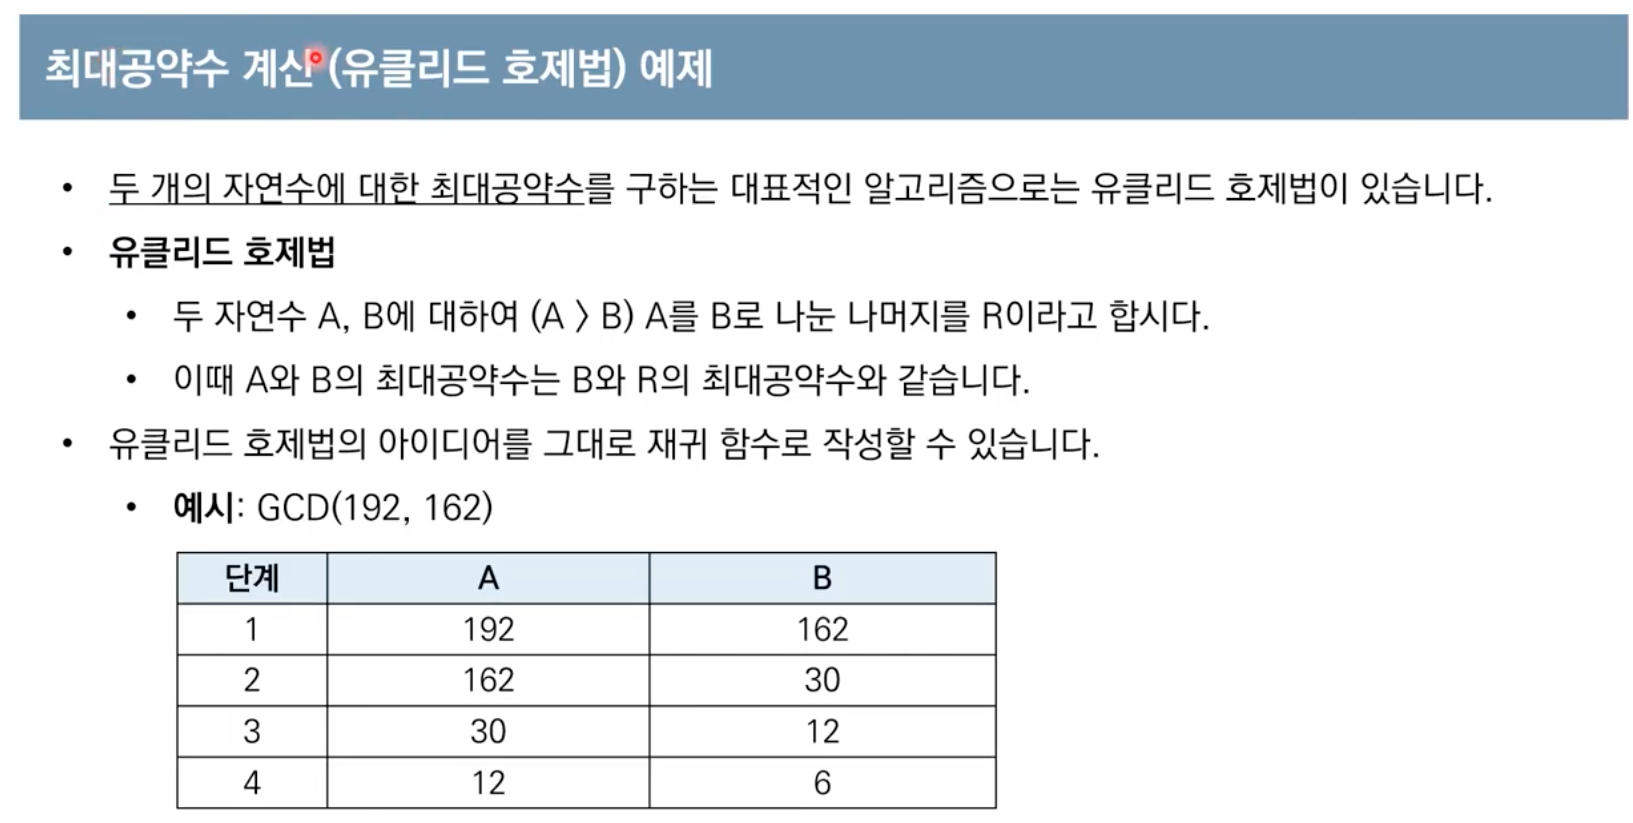 최대공약수 계산 (유클리드 호제법) 예제
• 두 개의 자연수에 대한 최대공약수를 구하는 대표적인 알고리즘으로는 유클리드 호제법이 있습니다.
• 유클리드 호제법
• 두 자연수 A, B에 대하여 (A > B) A를 B로 나눈 나머지를 R이라고 합시다.
• 이때 A와 B의 최대공약수는 B와 R의 최대공약수와 같습니다.
• 유클리드 호제법의 아이디어를 그대로 재귀 함수로 작성할 수 있습니다.
• 예시: GCD(192, 162)
단계 A B
1 192 162
2 162 30
3 30 12
4 12 6